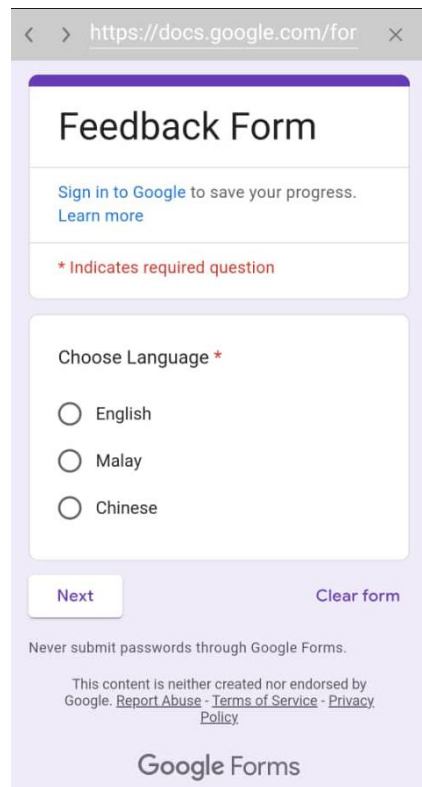 https://docs.google.com/for
Feedback Form
Sign in to Google to save your progress.
Learn more
* Indicates required question
Choose Language *
English
Malay
Chinese
Next
Clear form
Never submit passwords through Google Forms.
This content is neither created nor endorsed by
Google. Report Abuse - Terms of Service - Privacy
Policy
Google Forms